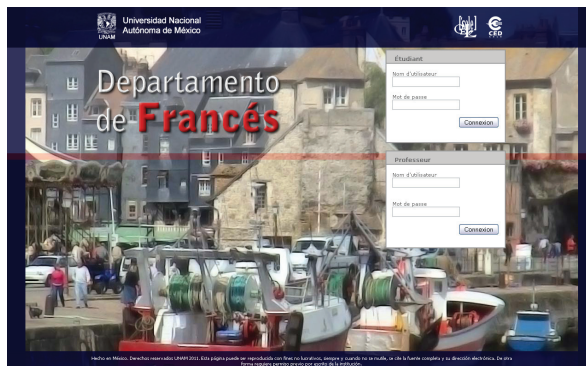 Universidad Nacional
Autónoma de México
UNAM
CED
Departamento
de Francés
Étudiant
Nom d'utilisateur
Mot de passe
Connexion
Professeur
Nom d'utilisateur
Mot de passe
Connexion
Hecho en México. Derechos reservados UNAM 2011. Esta página puede ser reproducida con fines no lucrativos, siempre y cuando no se mutile, se cite la fuente completa y su dirección electrónica. De otra
forma requiere permiso previo por escrito de la institución.